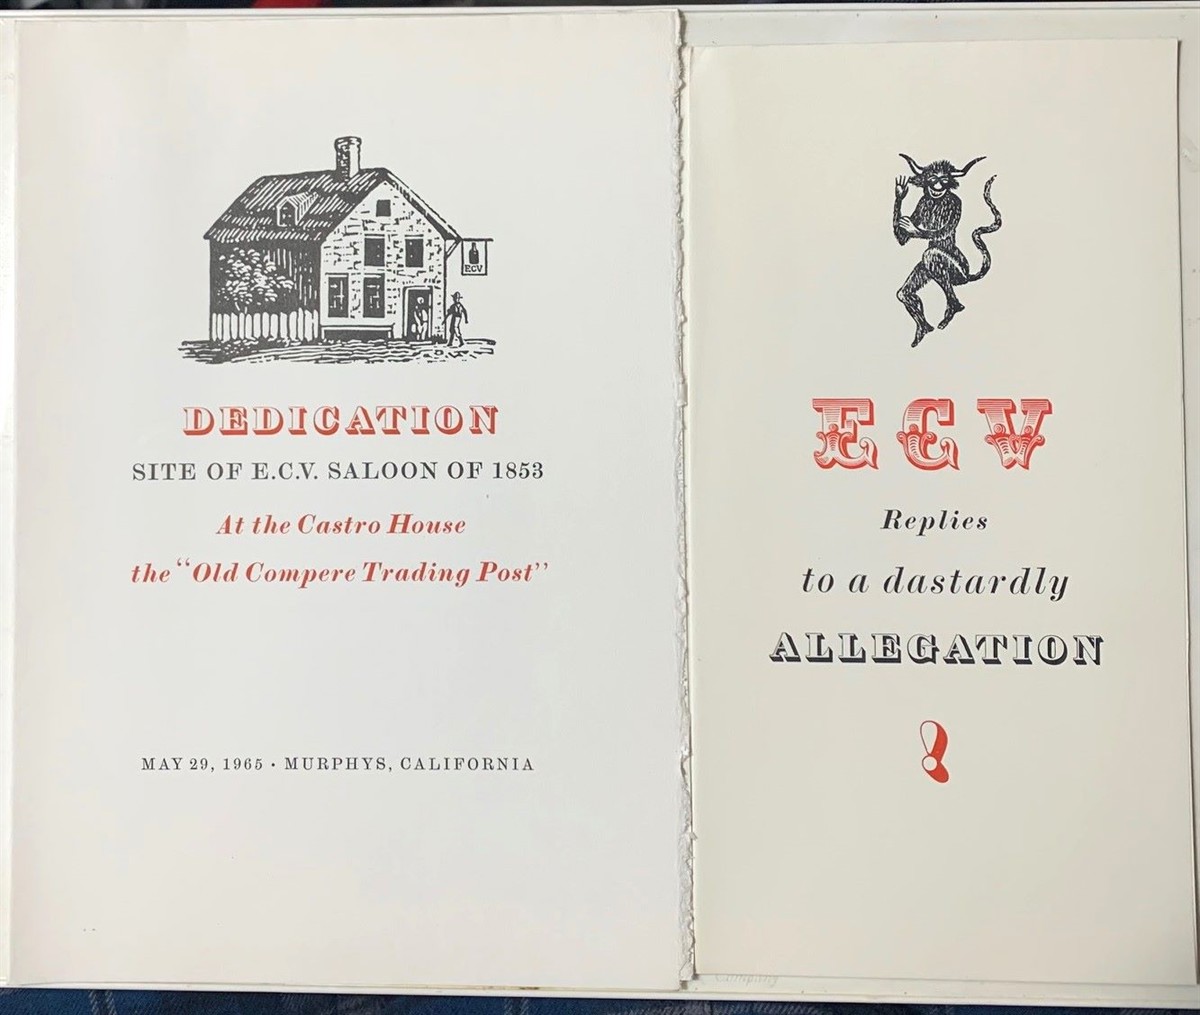 ECV
DEDICATION
SITE OF E.C.V. SALOON OF 1853
At the Castro House
the "Old Compere Trading Post"
MAY 29, 1965 · MURPHYS, CALIFORNIA
ECV
Replies
to a dastardly
ALLEGATION
!
Company